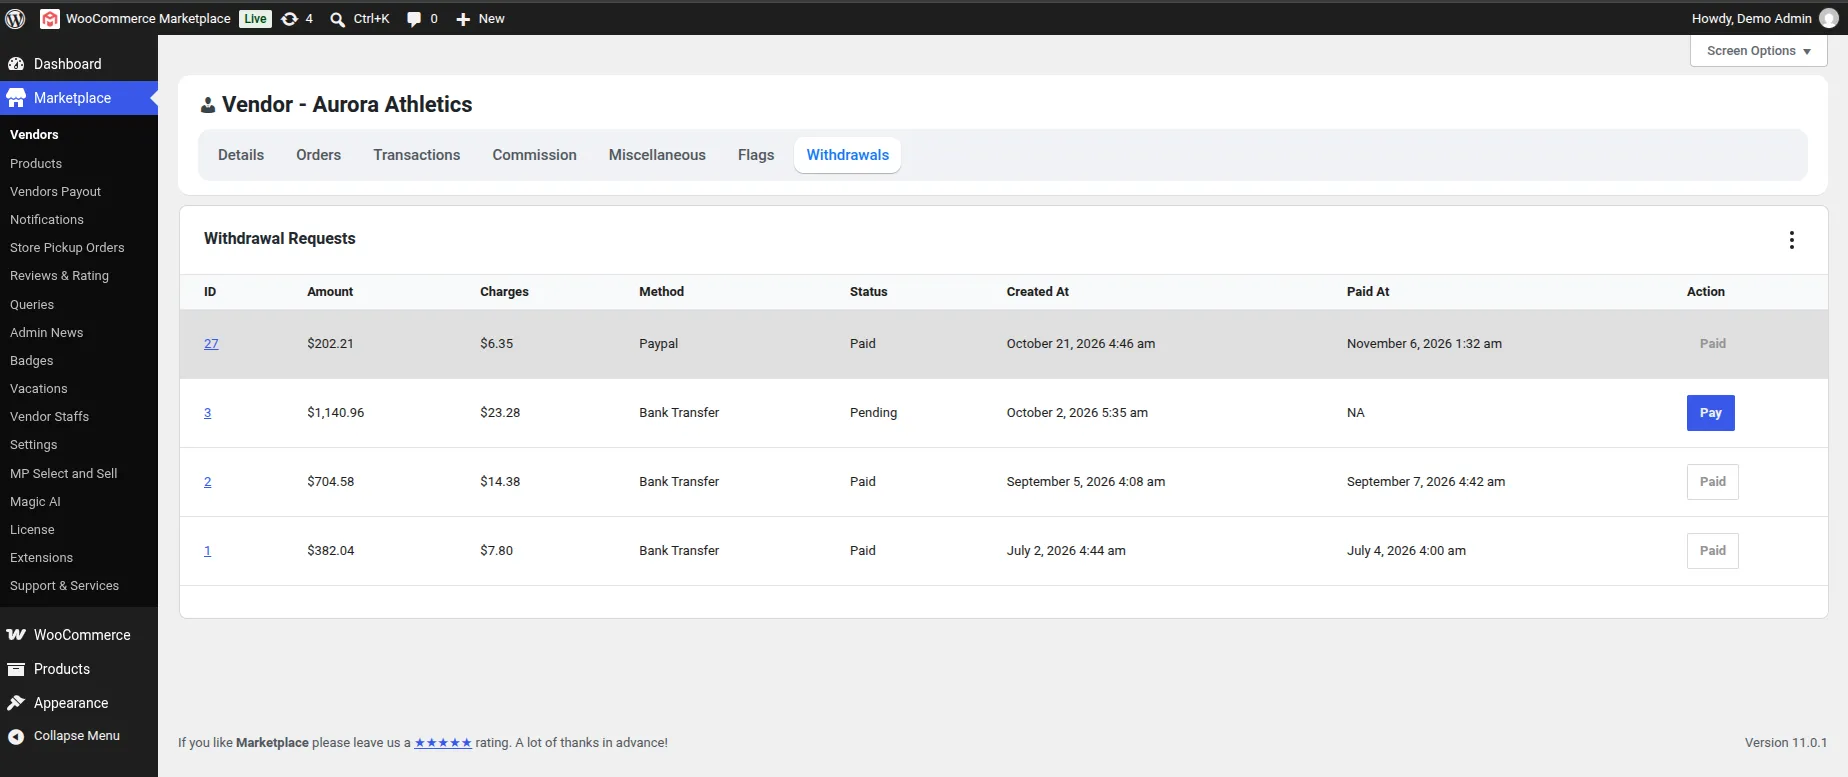 WooCommerce Marketplace Live 4 Ctrl+K 0 New Howdy, Demo Admin
Screen Options
Dashboard
Marketplace
Vendors
Products
Vendors Payout
Notifications
Store Pickup Orders
Reviews & Rating
Queries
Admin News
Badges
Vacations
Vendor Staffs
Settings
MP Select and Sell
Magic AI
License
Extensions
Support & Services
WooCommerce
Products
Appearance
Collapse Menu
Vendor - Aurora Athletics
Details Orders Transactions Commission Miscellaneous Flags Withdrawals
Withdrawal Requests
ID Amount Charges Method Status Created At Paid At Action
27 $202.21 $6.35 Paypal Paid October 21, 2026 4:46 am November 6, 2026 1:32 am Paid
3 $1,140.96 $23.28 Bank Transfer Pending October 2, 2026 5:35 am NA Pay
2 $704.58 $14.38 Bank Transfer Paid September 5, 2026 4:08 am September 7, 2026 4:42 am Paid
1 $382.04 $7.80 Bank Transfer Paid July 2, 2026 4:44 am July 4, 2026 4:00 am Paid
If you like Marketplace please leave us a ★★★★★ rating. A lot of thanks in advance! Version 11.0.1